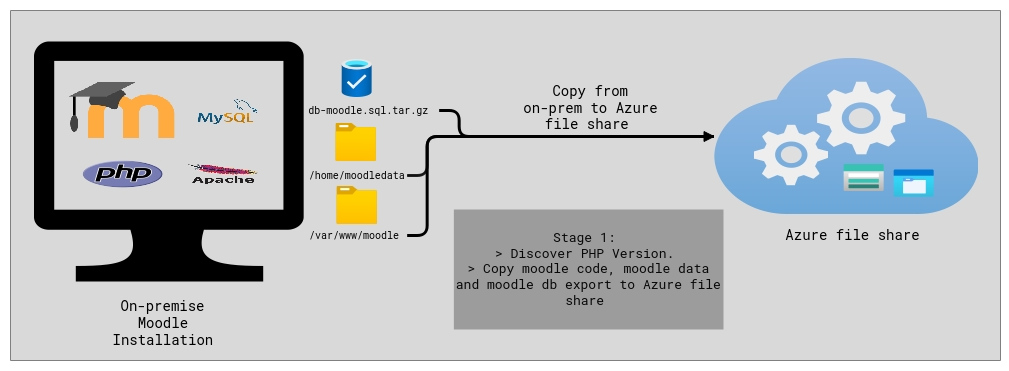 MySQL
php
Apache
db-moodle.sql.tar.gz
/home/moodledata
/var/www/moodle
On-premise
Moodle
Installation
Copy from
on-prem to Azure
file share
Stage 1:
> Discover PHP Version.
> Copy moodle code, moodle data
and moodle db export to Azure file
share
Azure file share